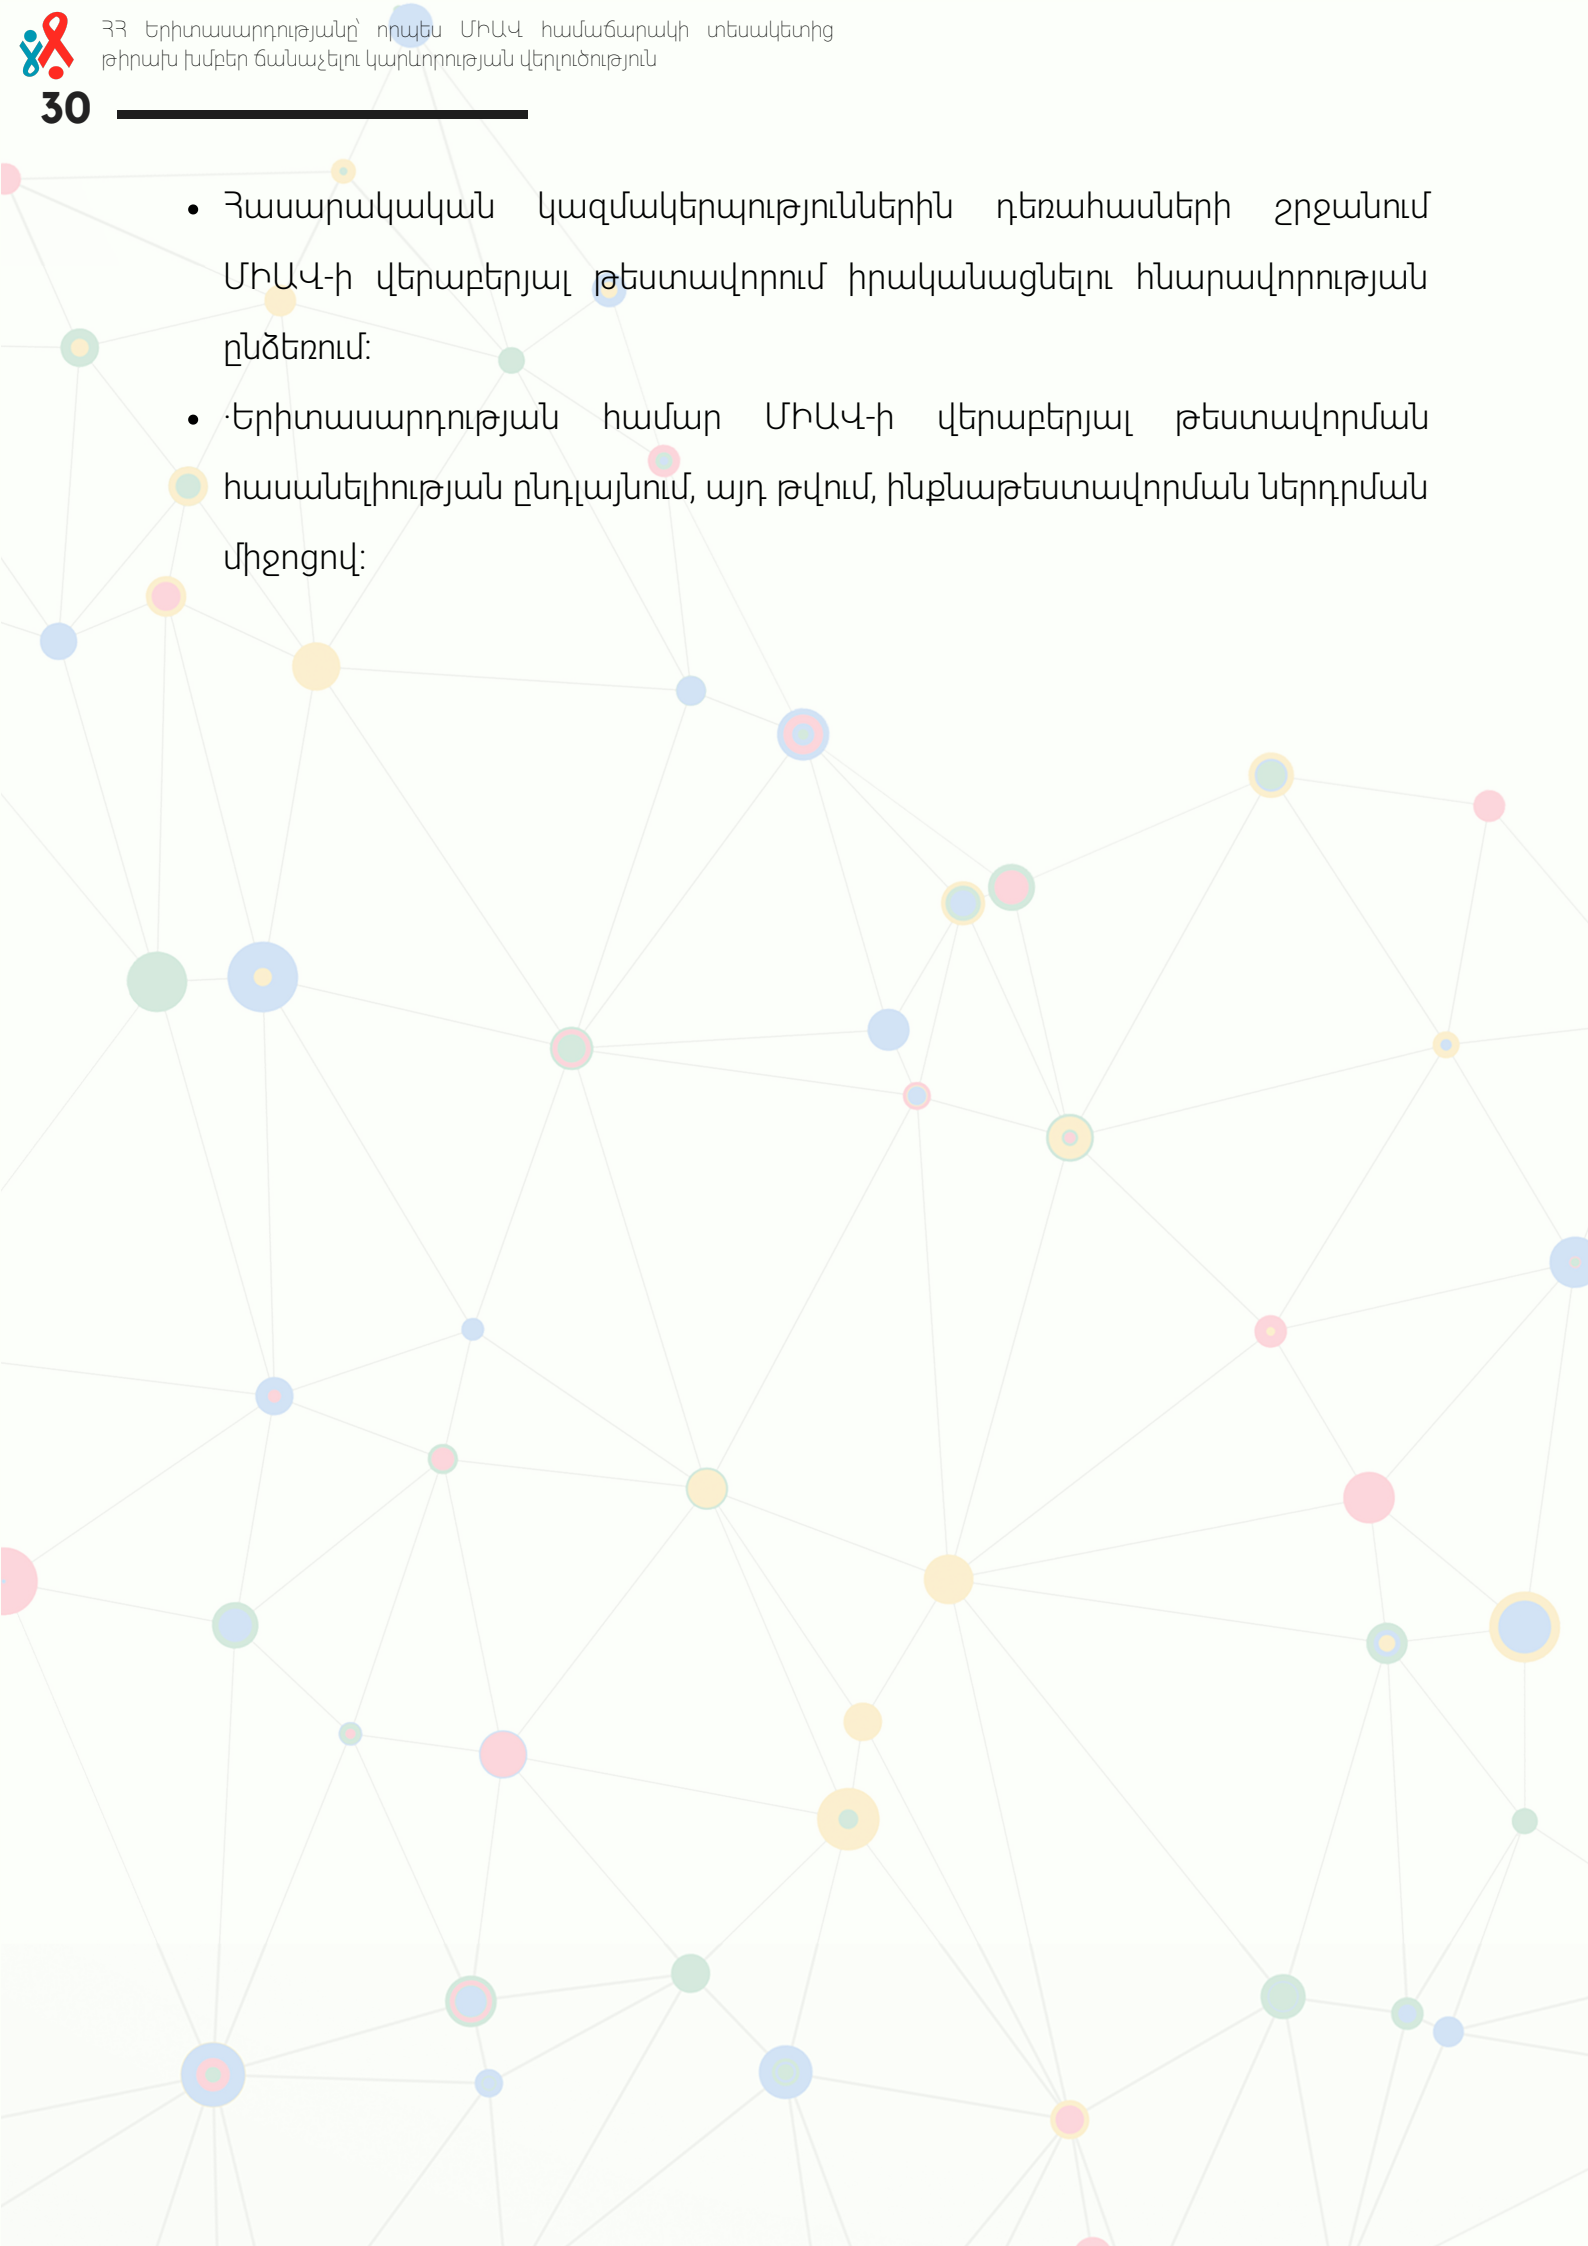 ՀՀ Երիտասարդությանը՝ որպես ՄԻԱՎ համաճարակի տեսակետից
թիրախ խմբեր ճանաչելու կարևորության վերլուծություն
30
• Հասարակական կազմակերպություններին դեռահասների շրջանում
ՄԻԱՎ-ի վերաբերյալ թեստավորում իրականացնելու հնարավորության
ընձեռում:
• ·Երիտասարդության համար ՄԻԱՎ-ի վերաբերյալ թեստավորման
հասանելիության ընդլայնում, այդ թվում, ինքնաթեստավորման ներդրման
միջոցով: